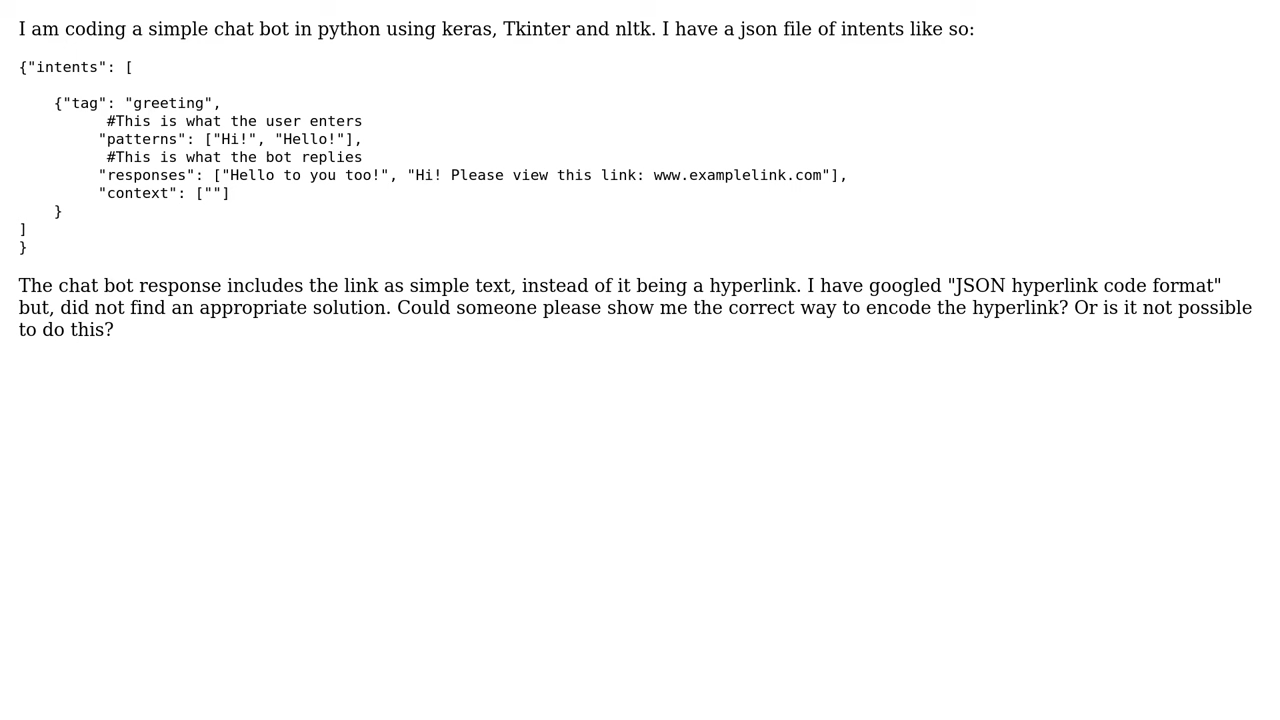 I am coding a simple chat bot in python using keras, Tkinter and nltk. I have a json file of intents like so:
{"intents": [
{"tag": "greeting",
#This is what the user enters
"patterns": ["Hi!", "Hello!"],
#This is what the bot replies
"responses": ["Hello to you too!", "Hi! Please view this link: www.examplelink.com"],
"context": [""]
}
]
}
The chat bot response includes the link as simple text, instead of it being a hyperlink. I have googled "JSON hyperlink code format"
but, did not find an appropriate solution. Could someone please show me the correct way to encode the hyperlink? Or is it not possible
to do this?